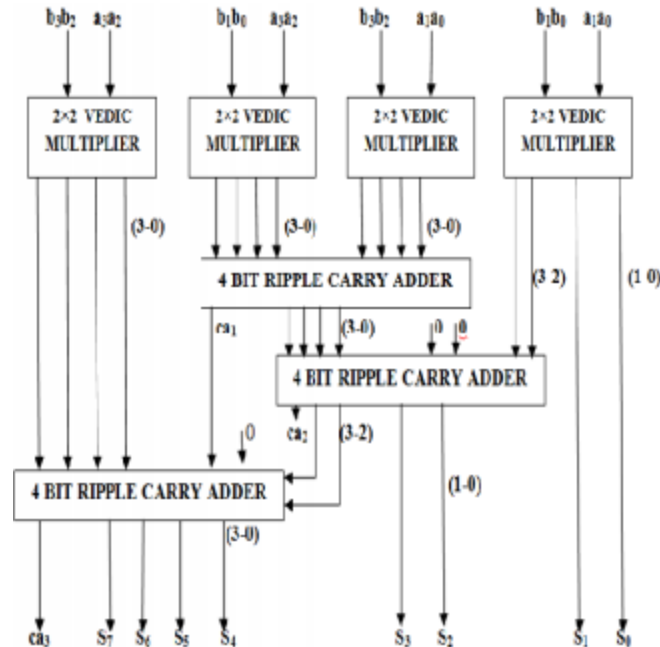 b₃b₂ a₃a₂ b₁b₀ a₃a₂ b₃b₂ a₁a₀ b₁b₀ a₁a₀
2×2 VEDIC MULTIPLIER
2×2 VEDIC MULTIPLIER
2×2 VEDIC MULTIPLIER
2×2 VEDIC MULTIPLIER
(3-0) (3-0) (3-0)
4 BIT RIPPLE CARRY ADDER
(3 2) (1 0)
ca₁ (3-0) 0 0
4 BIT RIPPLE CARRY ADDER
ca₂ (3-2)
0
(1-0)
4 BIT RIPPLE CARRY ADDER
(3-0)
ca₃ S₇ S₆ S₅ S₄ S₃ S₂ S₁ S₀